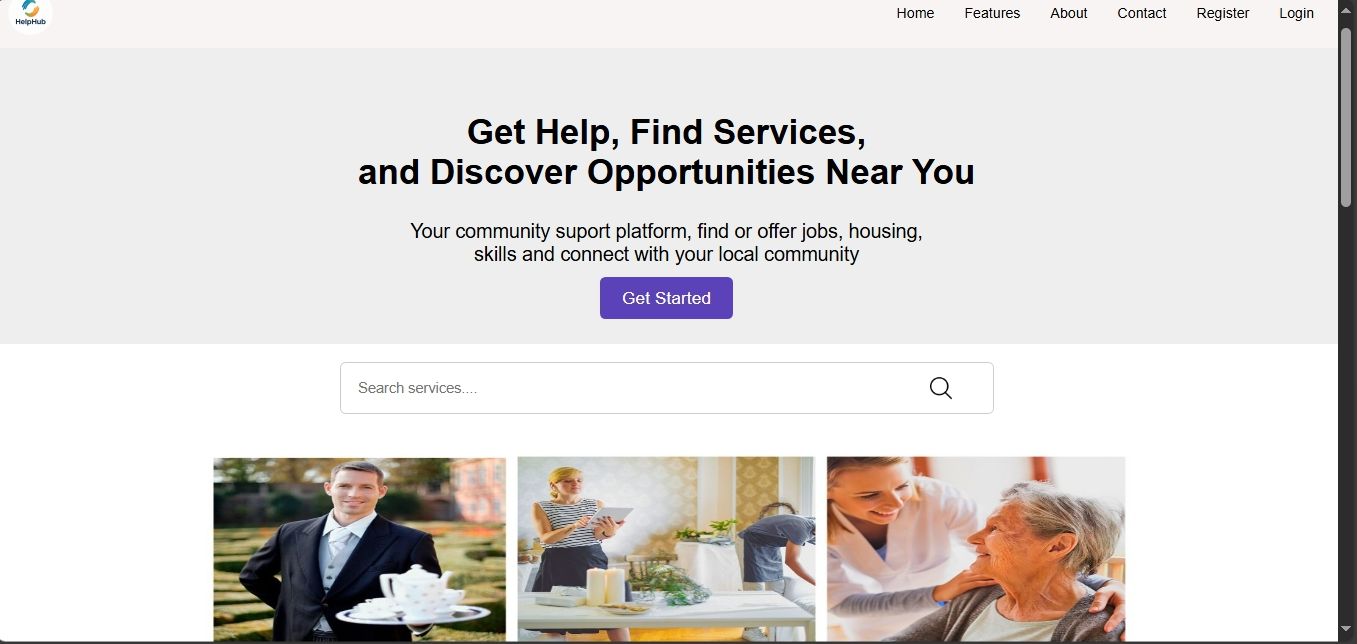 HelpHub
Home Features About Contact Register Login
Get Help, Find Services,
and Discover Opportunities Near You
Your community suport platform, find or offer jobs, housing,
skills and connect with your local community
Get Started
Search services....